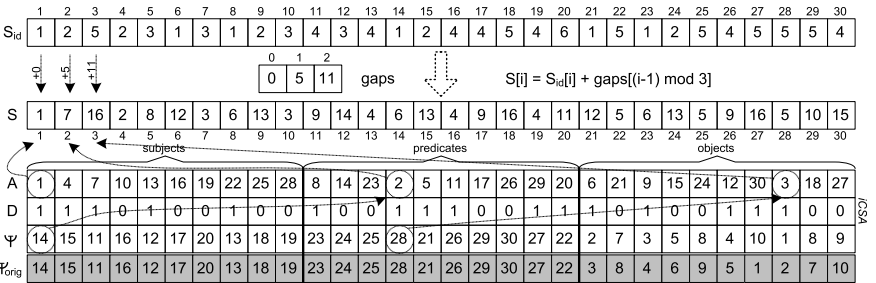 1 2 3 4 5 6 7 8 9 10 11 12 13 14 15 16 17 18 19 20 21 22 23 24 25 26 27 28 29 30
Sid 1 2 5 2 3 1 3 1 2 3 4 3 4 1 2 4 4 5 4 6 1 5 1 2 5 4 5 5 5 4
+0 +5 +11
0 1 2
0 5 11 gaps
S[i] = Sid[i] + gaps[(i-1) mod 3]
S 1 7 16 2 8 12 3 6 13 3 9 14 4 6 13 4 9 16 4 11 12 5 6 13 5 9 16 5 10 15
1 2 3 4 5 6 7 8 9 10 11 12 13 14 15 16 17 18 19 20 21 22 23 24 25 26 27 28 29 30
subjects predicates objects
A 1 4 7 10 13 16 19 22 25 28 8 14 23 2 5 11 17 26 29 20 6 21 9 15 24 12 30 3 18 27
D 1 1 1 0 1 0 0 1 0 0 1 0 0 1 1 1 0 0 1 1 1 0 1 0 0 1 1 1 0 0
iCSA
Ψ 14 15 11 16 12 17 20 13 18 19 23 24 25 28 21 26 29 30 27 22 2 7 3 5 8 4 10 1 8 9
Ψorig 14 15 11 16 12 17 20 13 18 19 23 24 25 28 21 26 29 30 27 22 3 8 4 6 9 5 1 2 7 10